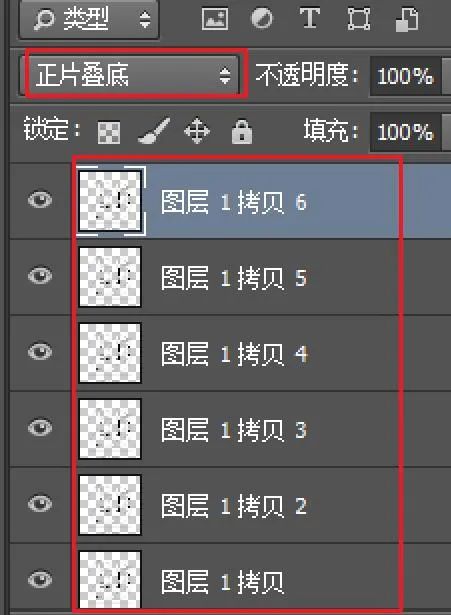 类型 T
正片叠底 不透明度: 100%
锁定: 填充: 100%
图层 1 拷贝 6
图层 1 拷贝 5
图层 1 拷贝 4
图层 1 拷贝 3
图层 1 拷贝 2
图层 1 拷贝